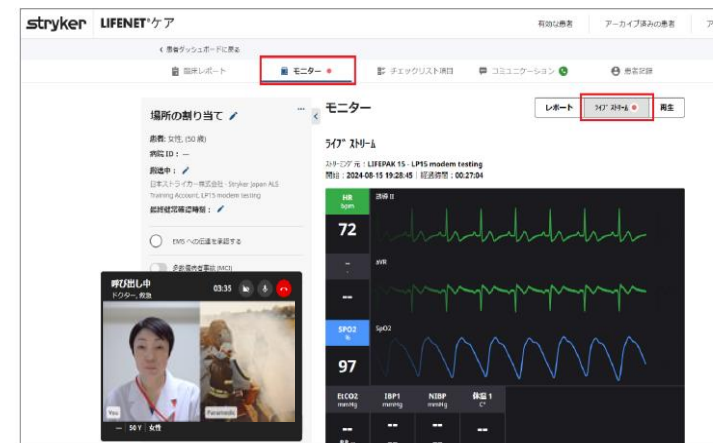 stryker LIFENET®ケア
有効な患者 アーカイブ済みの患者 ア
患者ダッシュボードに戻る
臨床レポート モニター チェックリスト項目 コミュニケーション 患者記録
場所の割り当て
患者: 女性, (50 歳)
病院 ID : --
搬送中 :
日本ストライカー株式会社 - Stryker Japan ALS
Training Account, LP15 modem testing
最終健常確認時間 :
EMS への伝達を承認する
多数傷病者事故 (MCI)
呼び出し中
ドクター, 救急
03:35
You
Paramedic
-- 50 Y 女性
モニター
レポート ライブ ストリーム 再生
ライブ ストリーム
ストリーミング 元 : LIFEPAK 15 - LP15 modem testing
開始 : 2024-08-15 19:28:45 経過時間 : 00:27:04
HR
bpm
誘導 II
72
--
aVR
--
SPO2
%
SpO2
97
EtCO2 IBP1 NIBP 体温 1
mmHg mmHg mmHg C°
-- -- -- --